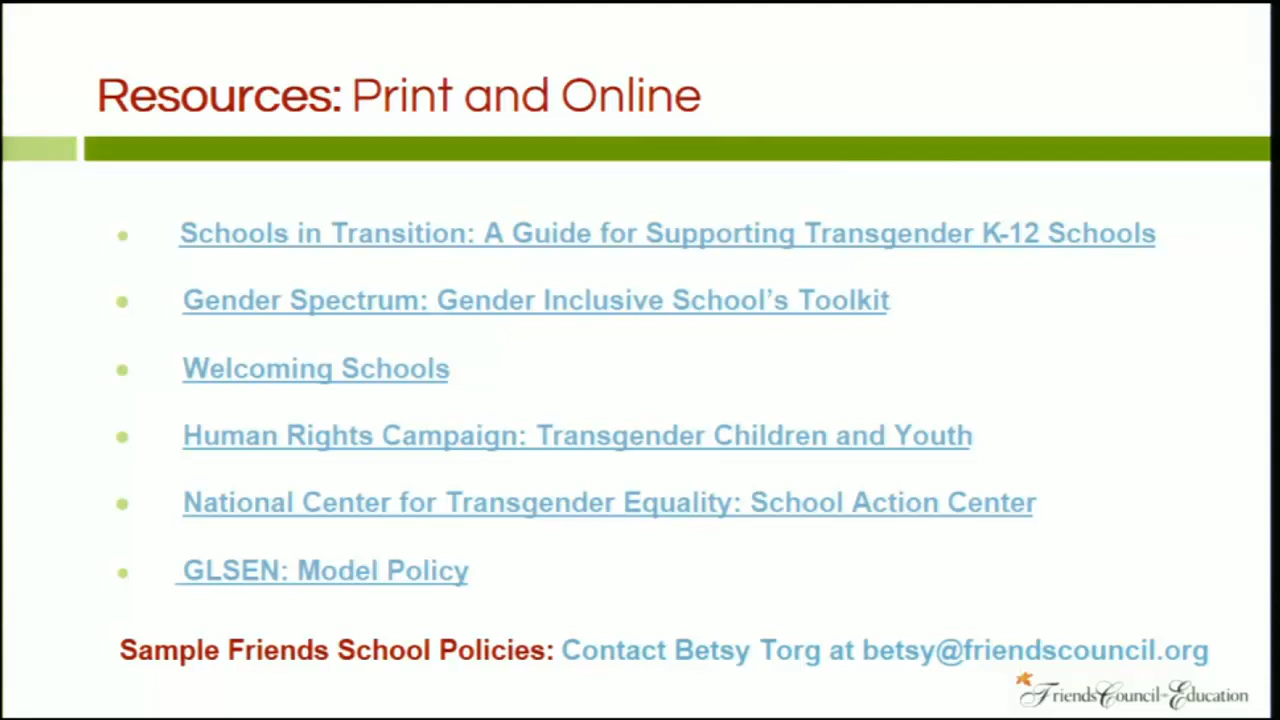 Resources: Print and Online
Schools in Transition: A Guide for Supporting Transgender K-12 Schools
Gender Spectrum: Gender Inclusive School's Toolkit
Welcoming Schools
Human Rights Campaign: Transgender Children and Youth
National Center for Transgender Equality: School Action Center
GLSEN: Model Policy
Sample Friends School Policies: Contact Betsy Torg at betsy@friendscouncil.org
Friends Council on Education